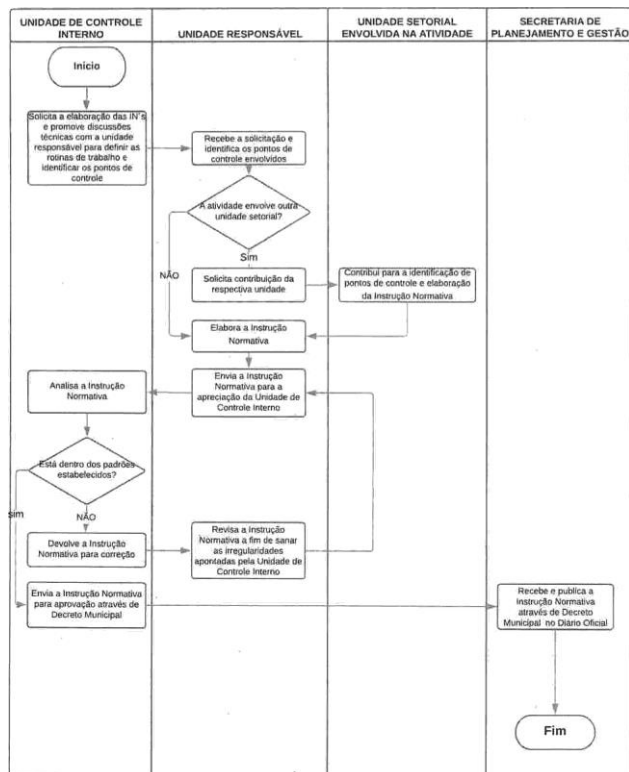 UNIDADE DE CONTROLE
INTERNO
UNIDADE RESPONSÁVEL
UNIDADE SETORIAL
ENVOLVIDA NA ATIVIDADE
SECRETARIA DE
PLANEJAMENTO E GESTÃO
Início
Solicita a elaboração das IN's
e promove discussões
técnicas com a unidade
responsável para definir as
rotinas de trabalho e
identificar os pontos de
controle
Recebe a solicitação e
identifica os pontos de
controle envolvidos
A atividade envolve outra
unidade setorial?
Sim
NÃO
Solicita contribuição da
respectiva unidade
Contribui para a identificação de
pontos de controle e elaboração
da Instrução Normativa
Elabora a Instrução
Normativa
Envia a Instrução
Normativa para a
apreciação da Unidade de
Controle Interno
Analisa a Instrução
Normativa
Está dentro dos padrões
estabelecidos?
sim
NÃO
Devolve a Instrução
Normativa para correção
Revisa a Instrução
Normativa a fim de sanar
as irregularidades
apontadas pela Unidade de
Controle Interno
Envia a Instrução Normativa
para aprovação através de
Decreto Municipal
Recebe e publica a
Instrução Normativa
através de Decreto
Municipal no Diário Oficial
Fim